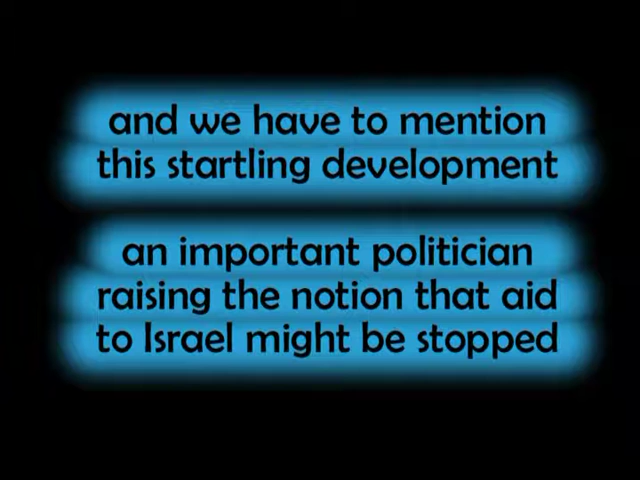 and we have to mention
this startling development
an important politician
raising the notion that aid
to Israel might be stopped